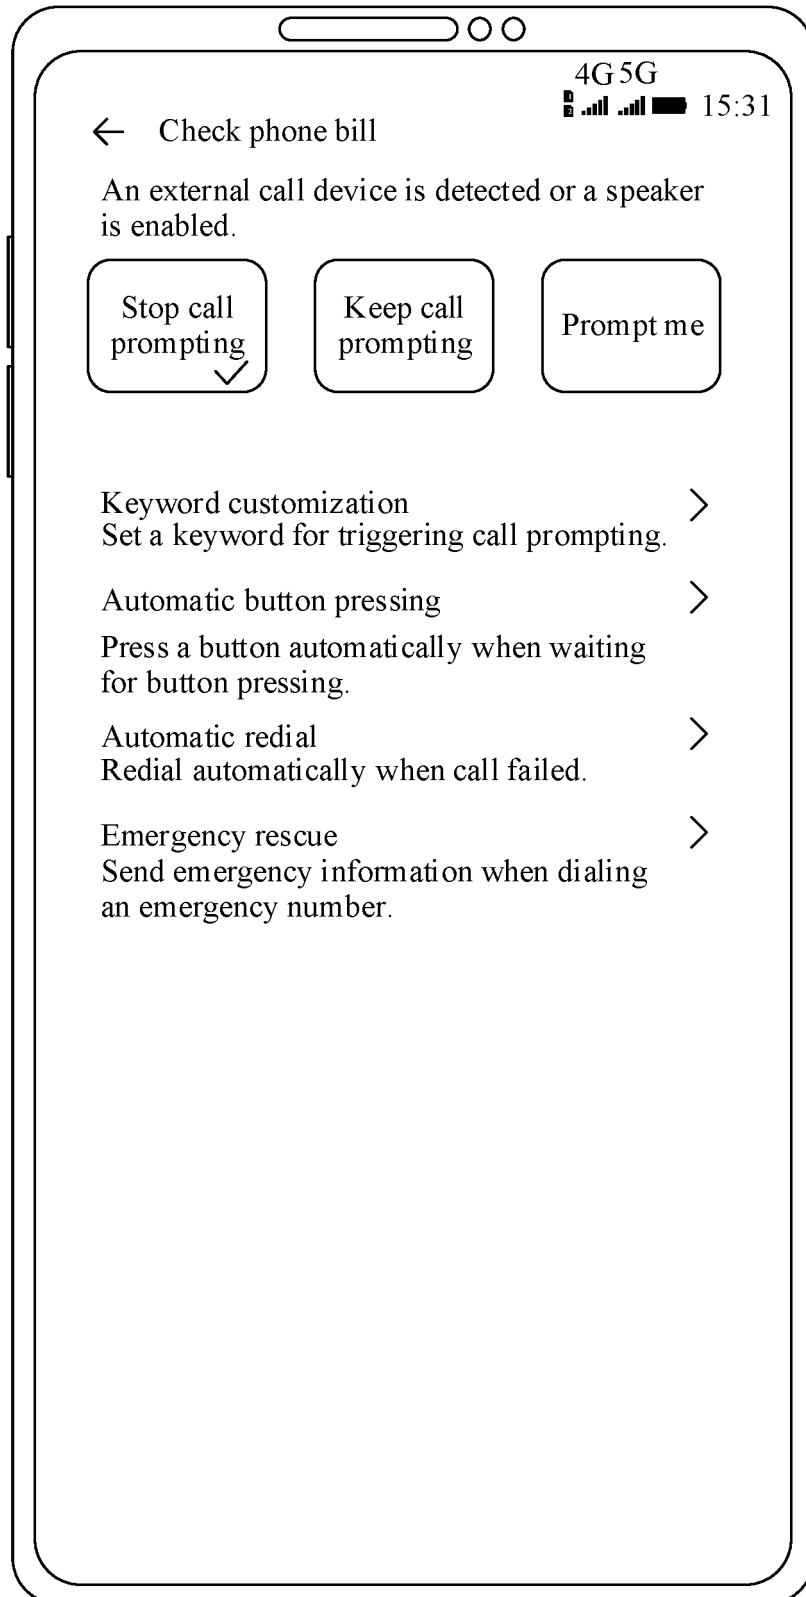 4G 5G
1
2
15:31
Check phone bill
An external call device is detected or a speaker
is enabled.
Stop call
prompting
Keep call
prompting
Prompt me
Keyword customization
Set a keyword for triggering call prompting.
Automatic button pressing
Press a button automatically when waiting
for button pressing.
Automatic redial
Redial automatically when call failed.
Emergency rescue
Send emergency information when dialing
an emergency number.